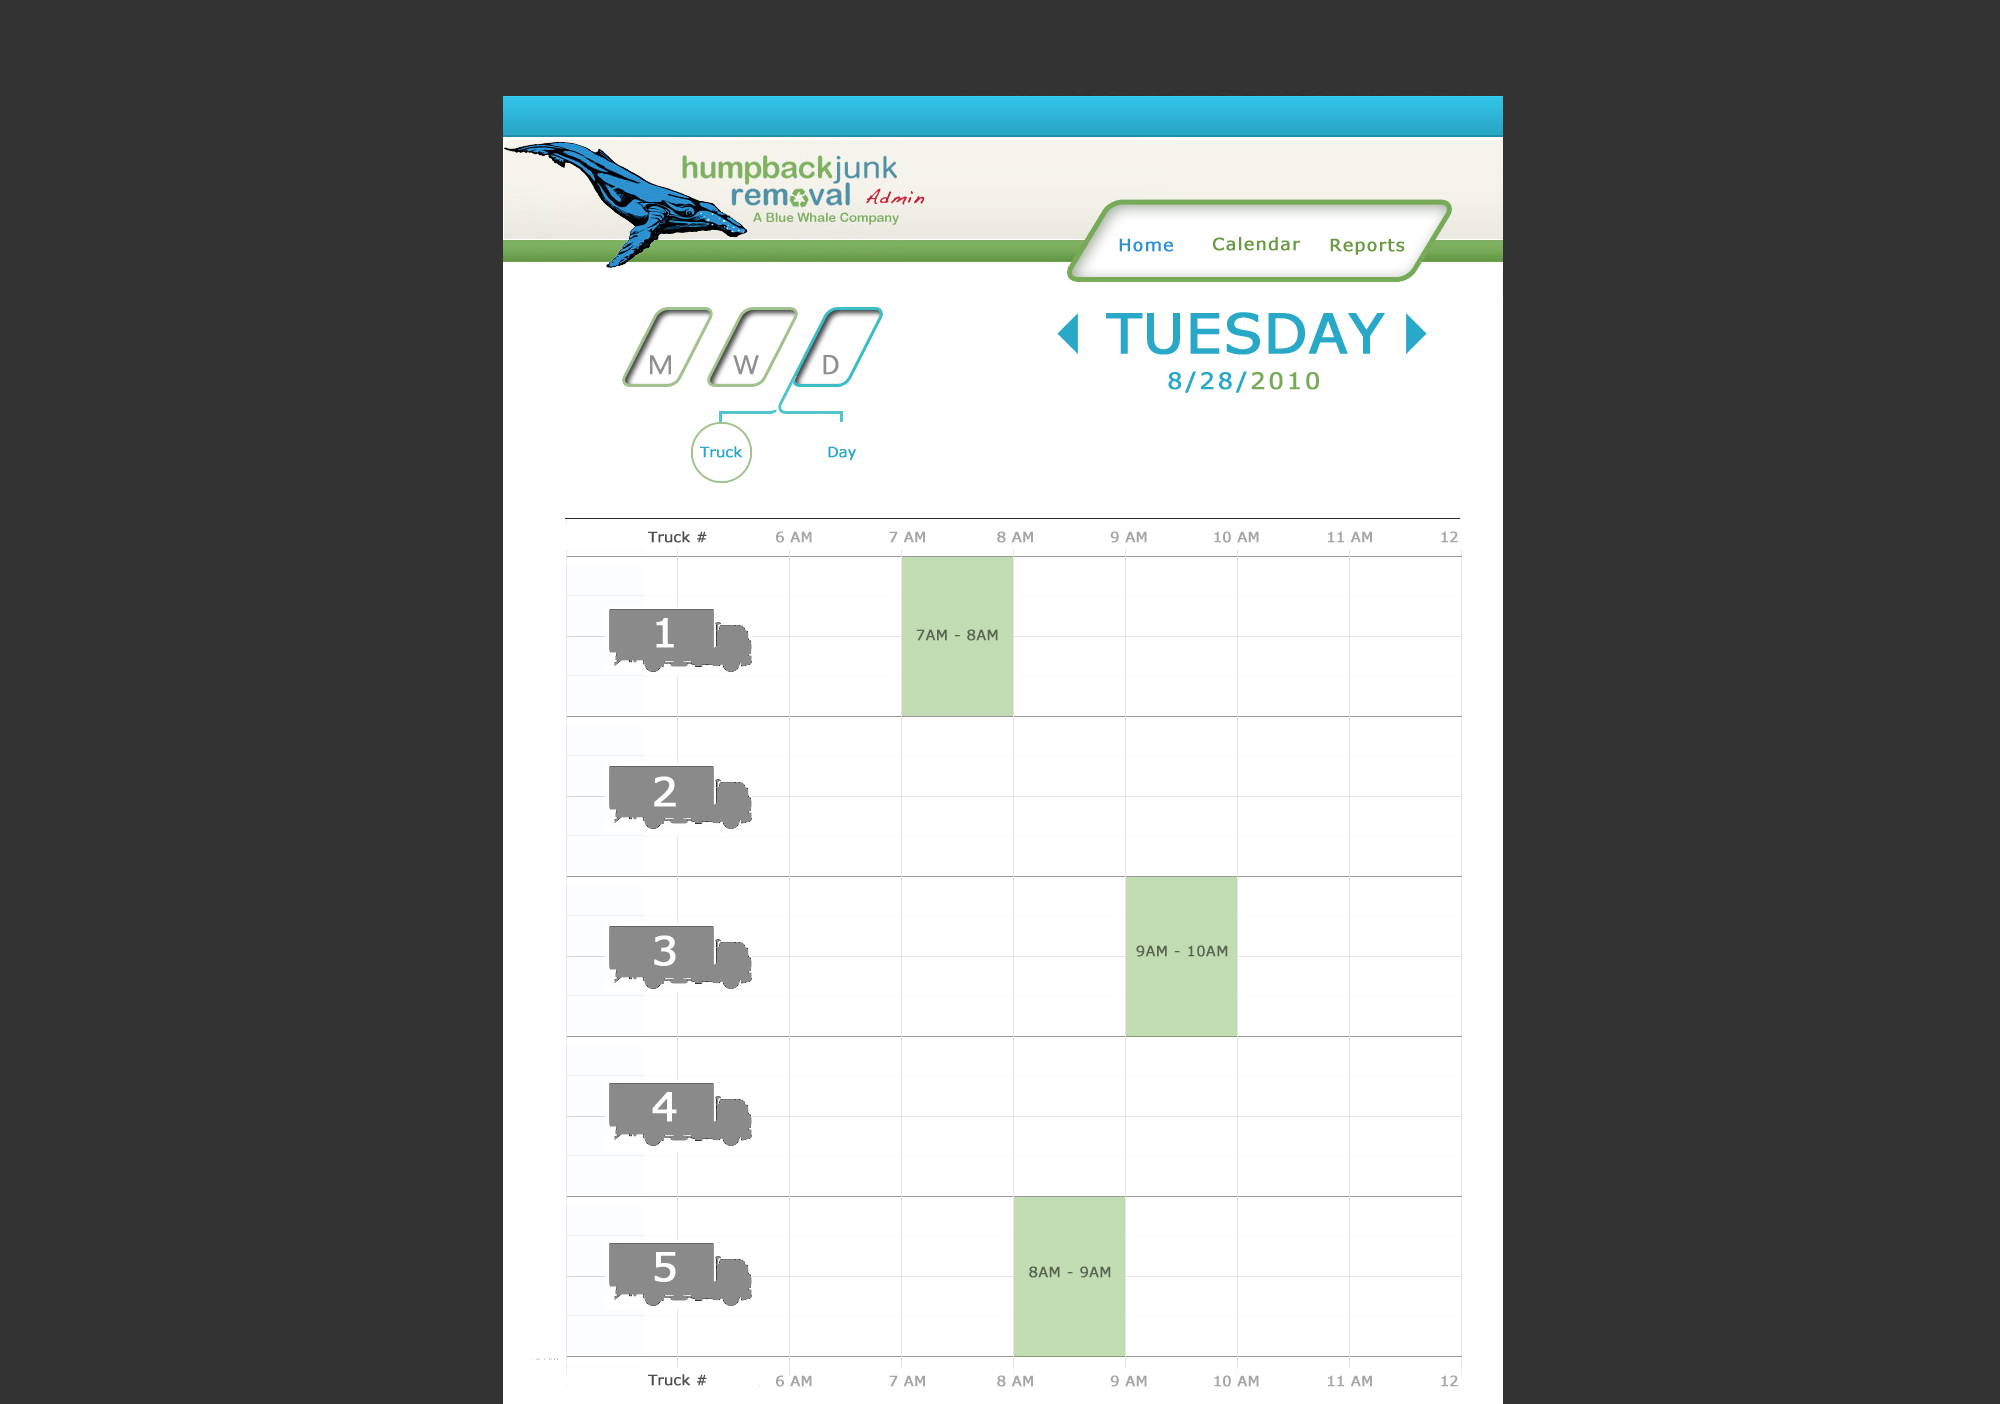 humpbackjunk
removal Admin
A Blue Whale Company
Home Calendar Reports
M W D
TUESDAY
8/28/2010
Truck Day
Truck # 6 AM 7 AM 8 AM 9 AM 10 AM 11 AM 12
1 7AM - 8AM
2
3 9AM - 10AM
4
5 8AM - 9AM
Truck # 6 AM 7 AM 8 AM 9 AM 10 AM 11 AM 12